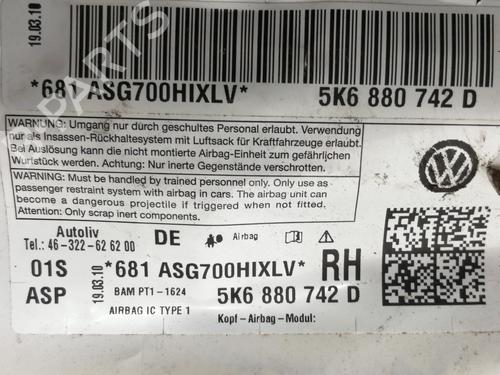 19.03.10
*681 ASG700HIXLV*
5K6 880 742 D
WARNUNG: Umgang nur durch geschultes Personal erlaubt. Verwendung
nur als Insassen-Rückhaltesystem mit Luftsack für Kraftfahrzeuge erlaubt.
Bei Auslösung kann die nicht montierte Airbag-Einheit zum gefährlichen
Wurfstück werden. Achtung: Nur inerte Gegenstände verschrotten.
WARNING: Must be handled by trained personnel only. Only use as
passenger restraint system with airbag in cars. The airbag unit can
become a dangerous projectile if triggered when not fitted.
Attention: Only scrap inert components.
Autoliv
Tel.: 46-322-62 62 00
DE
Airbag
01S
ASP
19.03.10
*681 ASG700HIXLV*
RH
BAM PT1-1624
5K6 880 742 D
AIRBAG IC TYPE 1
Kopf-Airbag-Modul: